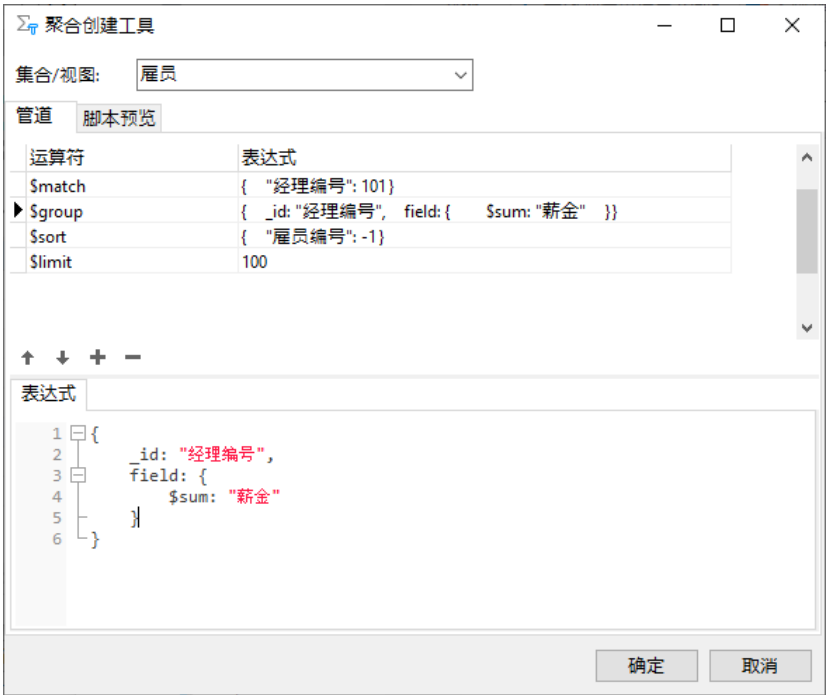 聚合创建工具
集合/视图: 雇员
管道 脚本预览
运算符 表达式
$match { "经理编号": 101}
$group { _id: "经理编号", field: { $sum: "薪金" }}
$sort { "雇员编号": -1}
$limit 100
表达式
1 {
2 _id: "经理编号",
3 field: {
4 $sum: "薪金"
5 }
6 }
确定 取消